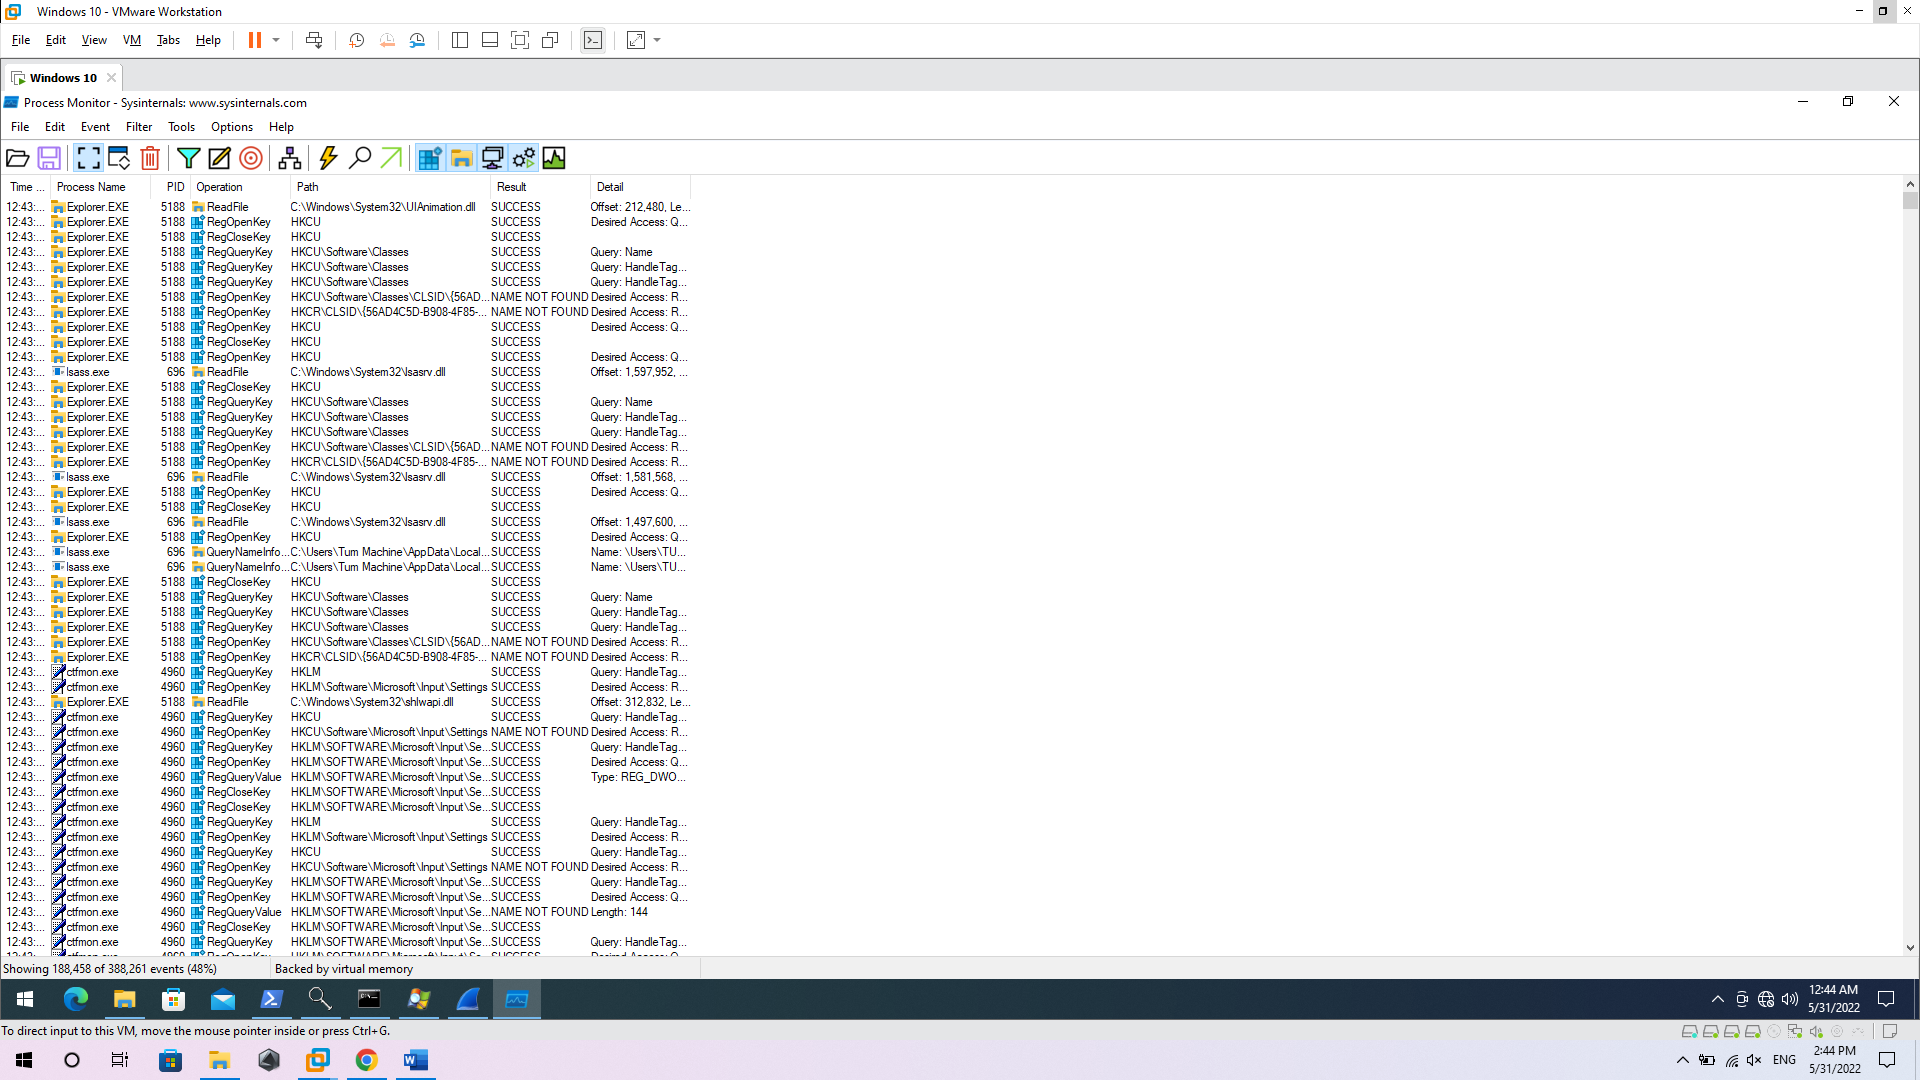 Windows 10 - VMware Workstation
File Edit View VM Tabs Help
Windows 10
Process Monitor - Sysinternals: www.sysinternals.com
File Edit Event Filter Tools Options Help
Time ... Process Name PID Operation Path Result Detail
12:43:... Explorer.EXE 5188 ReadFile C:\Windows\System32\UIAnimation.dll SUCCESS Offset: 212,480, Le...
12:43:... Explorer.EXE 5188 RegOpenKey HKCU SUCCESS Desired Access: Q...
12:43:... Explorer.EXE 5188 RegCloseKey HKCU SUCCESS
12:43:... Explorer.EXE 5188 RegQueryKey HKCU\Software\Classes SUCCESS Query: Name
12:43:... Explorer.EXE 5188 RegQueryKey HKCU\Software\Classes SUCCESS Query: HandleTag...
12:43:... Explorer.EXE 5188 RegQueryKey HKCU\Software\Classes SUCCESS Query: HandleTag...
12:43:... Explorer.EXE 5188 RegOpenKey HKCU\Software\Classes\CLSID\{56AD... NAME NOT FOUND Desired Access: R...
12:43:... Explorer.EXE 5188 RegOpenKey HKCR\CLSID\{56AD4C5D-B908-4F85-... NAME NOT FOUND Desired Access: R...
12:43:... Explorer.EXE 5188 RegOpenKey HKCU SUCCESS Desired Access: Q...
12:43:... Explorer.EXE 5188 RegCloseKey HKCU SUCCESS
12:43:... Explorer.EXE 5188 RegOpenKey HKCU SUCCESS Desired Access: Q...
12:43:... lsass.exe 696 ReadFile C:\Windows\System32\lsasrv.dll SUCCESS Offset: 1,597,952, ...
12:43:... Explorer.EXE 5188 RegCloseKey HKCU SUCCESS
12:43:... Explorer.EXE 5188 RegQueryKey HKCU\Software\Classes SUCCESS Query: Name
12:43:... Explorer.EXE 5188 RegQueryKey HKCU\Software\Classes SUCCESS Query: HandleTag...
12:43:... Explorer.EXE 5188 RegQueryKey HKCU\Software\Classes SUCCESS Query: HandleTag...
12:43:... Explorer.EXE 5188 RegOpenKey HKCU\Software\Classes\CLSID\{56AD... NAME NOT FOUND Desired Access: R...
12:43:... Explorer.EXE 5188 RegOpenKey HKCR\CLSID\{56AD4C5D-B908-4F85-... NAME NOT FOUND Desired Access: R...
12:43:... lsass.exe 696 ReadFile C:\Windows\System32\lsasrv.dll SUCCESS Offset: 1,581,568, ...
12:43:... Explorer.EXE 5188 RegOpenKey HKCU SUCCESS Desired Access: Q...
12:43:... Explorer.EXE 5188 RegCloseKey HKCU SUCCESS
12:43:... lsass.exe 696 ReadFile C:\Windows\System32\lsasrv.dll SUCCESS Offset: 1,497,600, ...
12:43:... Explorer.EXE 5188 RegOpenKey HKCU SUCCESS Desired Access: Q...
12:43:... lsass.exe 696 QueryNameInfo... C:\Users\Tum Machine\AppData\Local... SUCCESS Name: \Users\TU...
12:43:... lsass.exe 696 QueryNameInfo... C:\Users\Tum Machine\AppData\Local... SUCCESS Name: \Users\TU...
12:43:... Explorer.EXE 5188 RegCloseKey HKCU SUCCESS
12:43:... Explorer.EXE 5188 RegQueryKey HKCU\Software\Classes SUCCESS Query: Name
12:43:... Explorer.EXE 5188 RegQueryKey HKCU\Software\Classes SUCCESS Query: HandleTag...
12:43:... Explorer.EXE 5188 RegQueryKey HKCU\Software\Classes SUCCESS Query: HandleTag...
12:43:... Explorer.EXE 5188 RegOpenKey HKCU\Software\Classes\CLSID\{56AD... NAME NOT FOUND Desired Access: R...
12:43:... Explorer.EXE 5188 RegOpenKey HKCR\CLSID\{56AD4C5D-B908-4F85-... NAME NOT FOUND Desired Access: R...
12:43:... ctfmon.exe 4960 RegQueryKey HKLM SUCCESS Query: HandleTag...
12:43:... ctfmon.exe 4960 RegOpenKey HKLM\Software\Microsoft\Input\Settings SUCCESS Desired Access: R...
12:43:... Explorer.EXE 5188 ReadFile C:\Windows\System32\shlwapi.dll SUCCESS Offset: 312,832, Le...
12:43:... ctfmon.exe 4960 RegQueryKey HKCU SUCCESS Query: HandleTag...
12:43:... ctfmon.exe 4960 RegOpenKey HKCU\Software\Microsoft\Input\Settings NAME NOT FOUND Desired Access: R...
12:43:... ctfmon.exe 4960 RegQueryKey HKLM\SOFTWARE\Microsoft\Input\Se... SUCCESS Query: HandleTag...
12:43:... ctfmon.exe 4960 RegOpenKey HKLM\SOFTWARE\Microsoft\Input\Se... SUCCESS Desired Access: Q...
12:43:... ctfmon.exe 4960 RegQueryValue HKLM\SOFTWARE\Microsoft\Input\Se... SUCCESS Type: REG_DWO...
12:43:... ctfmon.exe 4960 RegCloseKey HKLM\SOFTWARE\Microsoft\Input\Se... SUCCESS
12:43:... ctfmon.exe 4960 RegCloseKey HKLM\SOFTWARE\Microsoft\Input\Se... SUCCESS
12:43:... ctfmon.exe 4960 RegQueryKey HKLM SUCCESS Query: HandleTag...
12:43:... ctfmon.exe 4960 RegOpenKey HKLM\Software\Microsoft\Input\Settings SUCCESS Desired Access: R...
12:43:... ctfmon.exe 4960 RegQueryKey HKCU SUCCESS Query: HandleTag...
12:43:... ctfmon.exe 4960 RegOpenKey HKCU\Software\Microsoft\Input\Settings NAME NOT FOUND Desired Access: R...
12:43:... ctfmon.exe 4960 RegQueryKey HKLM\SOFTWARE\Microsoft\Input\Se... SUCCESS Query: HandleTag...
12:43:... ctfmon.exe 4960 RegOpenKey HKLM\SOFTWARE\Microsoft\Input\Se... SUCCESS Desired Access: Q...
12:43:... ctfmon.exe 4960 RegQueryValue HKLM\SOFTWARE\Microsoft\Input\Se... NAME NOT FOUND Length: 144
12:43:... ctfmon.exe 4960 RegCloseKey HKLM\SOFTWARE\Microsoft\Input\Se... SUCCESS
12:43:... ctfmon.exe 4960 RegQueryKey HKLM\SOFTWARE\Microsoft\Input\Se... SUCCESS Query: HandleTag...
Showing 188,458 of 388,261 events (48%) Backed by virtual memory
12:44 AM
5/31/2022
To direct input to this VM, move the mouse pointer inside or press Ctrl+G.
ENG
2:44 PM
5/31/2022